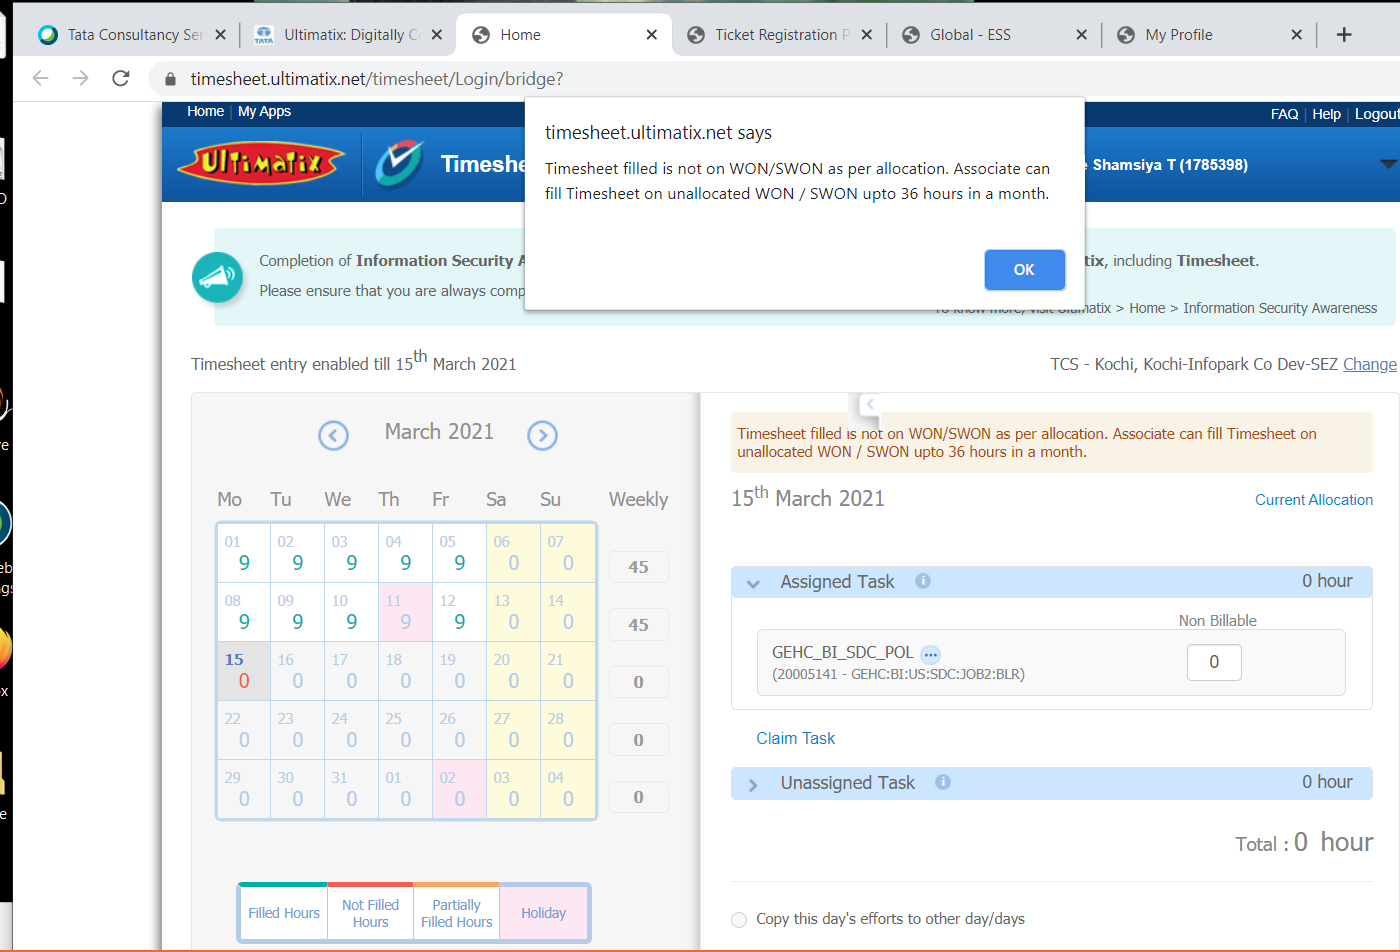 Tata Consultancy Ser
Ultimatix: Digitally C
Home
Ticket Registration P
Global - ESS
My Profile
timesheet.ultimatix.net/timesheet/Login/bridge?
Home | My Apps
FAQ | Help | Logout
ULTIMATIX
Timeshe
Shamsiya T (1785398)
timesheet.ultimatix.net says
Timesheet filled is not on WON/SWON as per allocation. Associate can
fill Timesheet on unallocated WON / SWON upto 36 hours in a month.
OK
Completion of Information Security A
tix, including Timesheet.
Please ensure that you are always comp
To know more, visit Ultimatix > Home > Information Security Awareness
Timesheet entry enabled till 15th March 2021
TCS - Kochi, Kochi-Infopark Co Dev-SEZ Change
March 2021
Mo Tu We Th Fr Sa Su Weekly
01 02 03 04 05 06 07
9 9 9 9 9 0 0 45
08 09 10 11 12 13 14
9 9 9 9 9 0 0 45
15 16 17 18 19 20 21
0 0 0 0 0 0 0 0
22 23 24 25 26 27 28
0 0 0 0 0 0 0 0
29 30 31 01 02 03 04
0 0 0 0 0 0 0 0
Filled Hours
Not Filled
Hours
Partially
Filled Hours
Holiday
Timesheet filled is not on WON/SWON as per allocation. Associate can fill Timesheet on
unallocated WON / SWON upto 36 hours in a month.
15th March 2021
Current Allocation
Assigned Task 0 hour
Non Billable
GEHC_BI_SDC_POL
0
(20005141 - GEHC:BI:US:SDC:JOB2:BLR)
Claim Task
Unassigned Task 0 hour
Total : 0 hour
Copy this day's efforts to other day/days